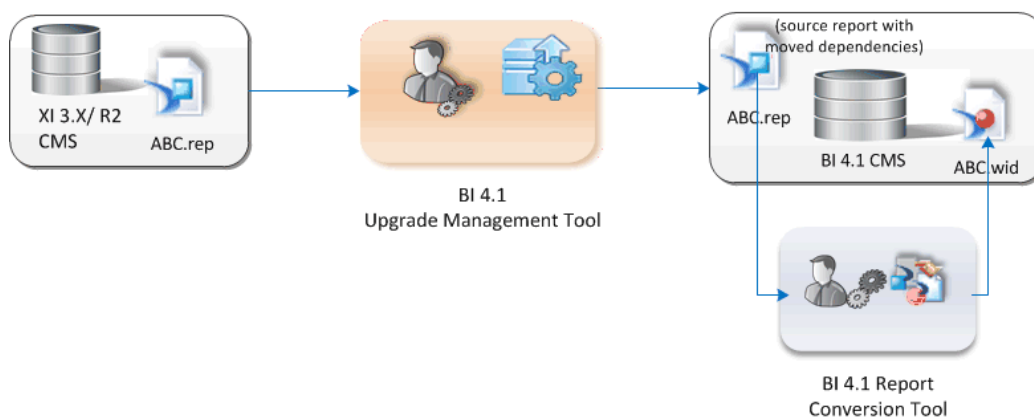 XI 3.X/ R2
CMS
ABC.rep
BI 4.1
Upgrade Management Tool
(source report with
moved dependencies)
ABC.rep
BI 4.1 CMS
ABC.wid
BI 4.1 Report
Conversion Tool